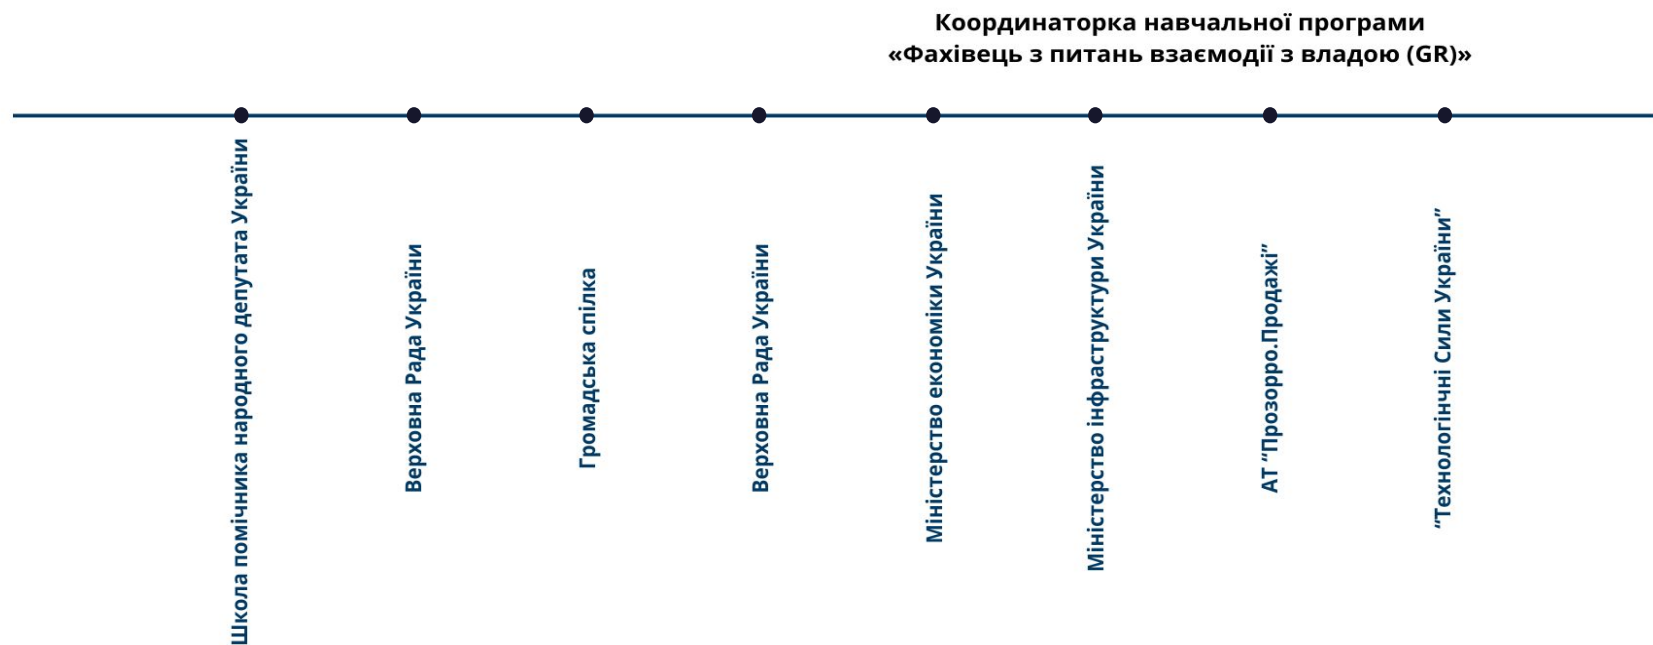 Координаторка навчальної програми
«Фахівець з питань взаємодії з владою (GR)»
Школа помічника народного депутата України
Верховна Рада України
Громадська спілка
Верховна Рада України
Міністерство економіки України
Міністерство інфраструктури України
АТ “Прозорро.Продажі”
“Технологінчні Сили України”